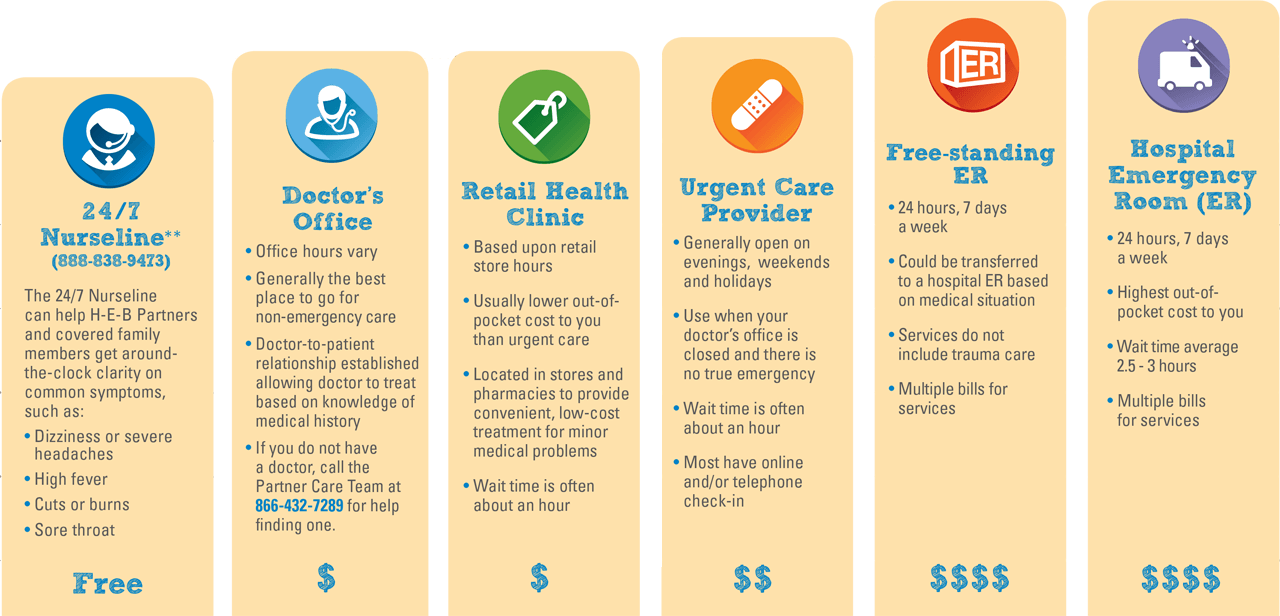 24/7
Nurseline**
(888-838-9473)
The 24/7 Nurseline
can help H-E-B Partners
and covered family
members get around-
the-clock clarity on
common symptoms,
such as:
• Dizziness or severe
headaches
• High fever
• Cuts or burns
• Sore throat
Free
Doctor's
Office
• Office hours vary
• Generally the best
place to go for
non-emergency care
• Doctor-to-patient
relationship established
allowing doctor to treat
based on knowledge of
medical history
• If you do not have
a doctor, call the
Partner Care Team at
866-432-7289 for help
finding one.
$
Retail Health
Clinic
• Based upon retail
store hours
• Usually lower out-of-
pocket cost to you
than urgent care
• Located in stores and
pharmacies to provide
convenient, low-cost
treatment for minor
medical problems
• Wait time is often
about an hour
$
Urgent Care
Provider
• Generally open on
evenings, weekends
and holidays
• Use when your
doctor's office is
closed and there is
no true emergency
• Wait time is often
about an hour
• Most have online
and/or telephone
check-in
$$
ER
Free-standing
ER
• 24 hours, 7 days
a week
• Could be transferred
to a hospital ER based
on medical situation
• Services do not
include trauma care
• Multiple bills for
services
$$$$
Hospital
Emergency
Room (ER)
• 24 hours, 7 days
a week
• Highest out-of-
pocket cost to you
• Wait time average
2.5 - 3 hours
• Multiple bills
for services
$$$$